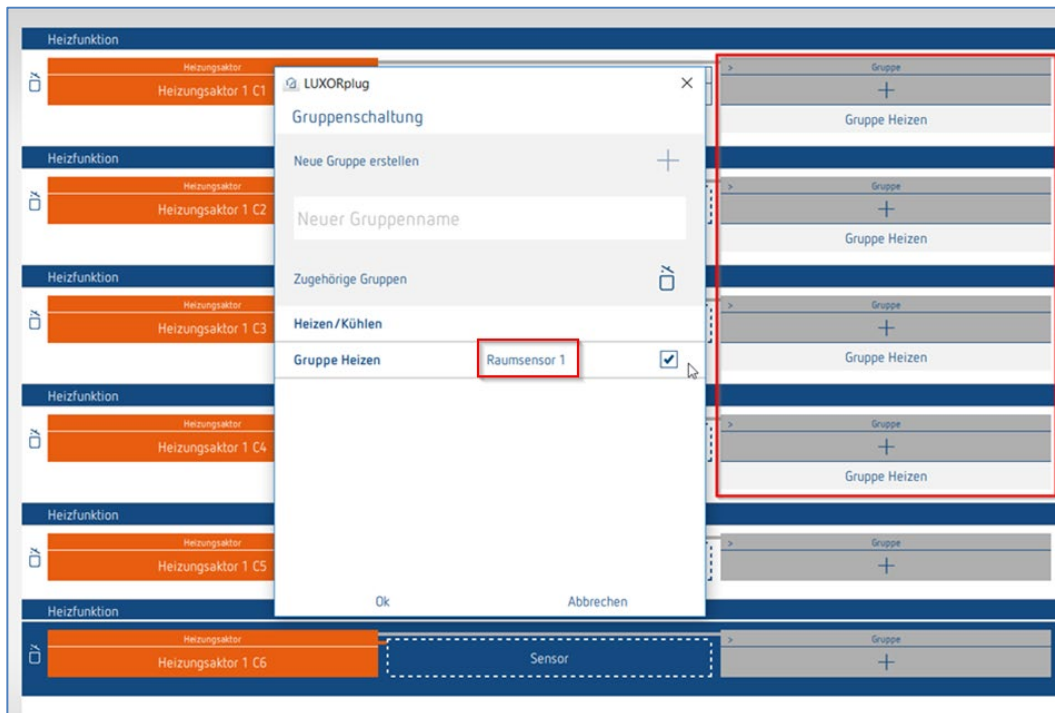 Heizfunktion
Heizungsaktor
Heizungsaktor 1 C1
> Gruppe
+
Gruppe Heizen
Heizfunktion
Heizungsaktor
Heizungsaktor 1 C2
> Gruppe
+
Gruppe Heizen
Heizfunktion
Heizungsaktor
Heizungsaktor 1 C3
> Gruppe
+
Gruppe Heizen
Heizfunktion
Heizungsaktor
Heizungsaktor 1 C4
> Gruppe
+
Gruppe Heizen
Heizfunktion
Heizungsaktor
Heizungsaktor 1 C5
> Gruppe
+
Heizfunktion
Heizungsaktor
Heizungsaktor 1 C6
Sensor
> Gruppe
+
LUXORplug
Gruppenschaltung
Neue Gruppe erstellen +
Neuer Gruppenname
Zugehörige Gruppen
Heizen/Kühlen
Gruppe Heizen Raumsensor 1
Ok Abbrechen